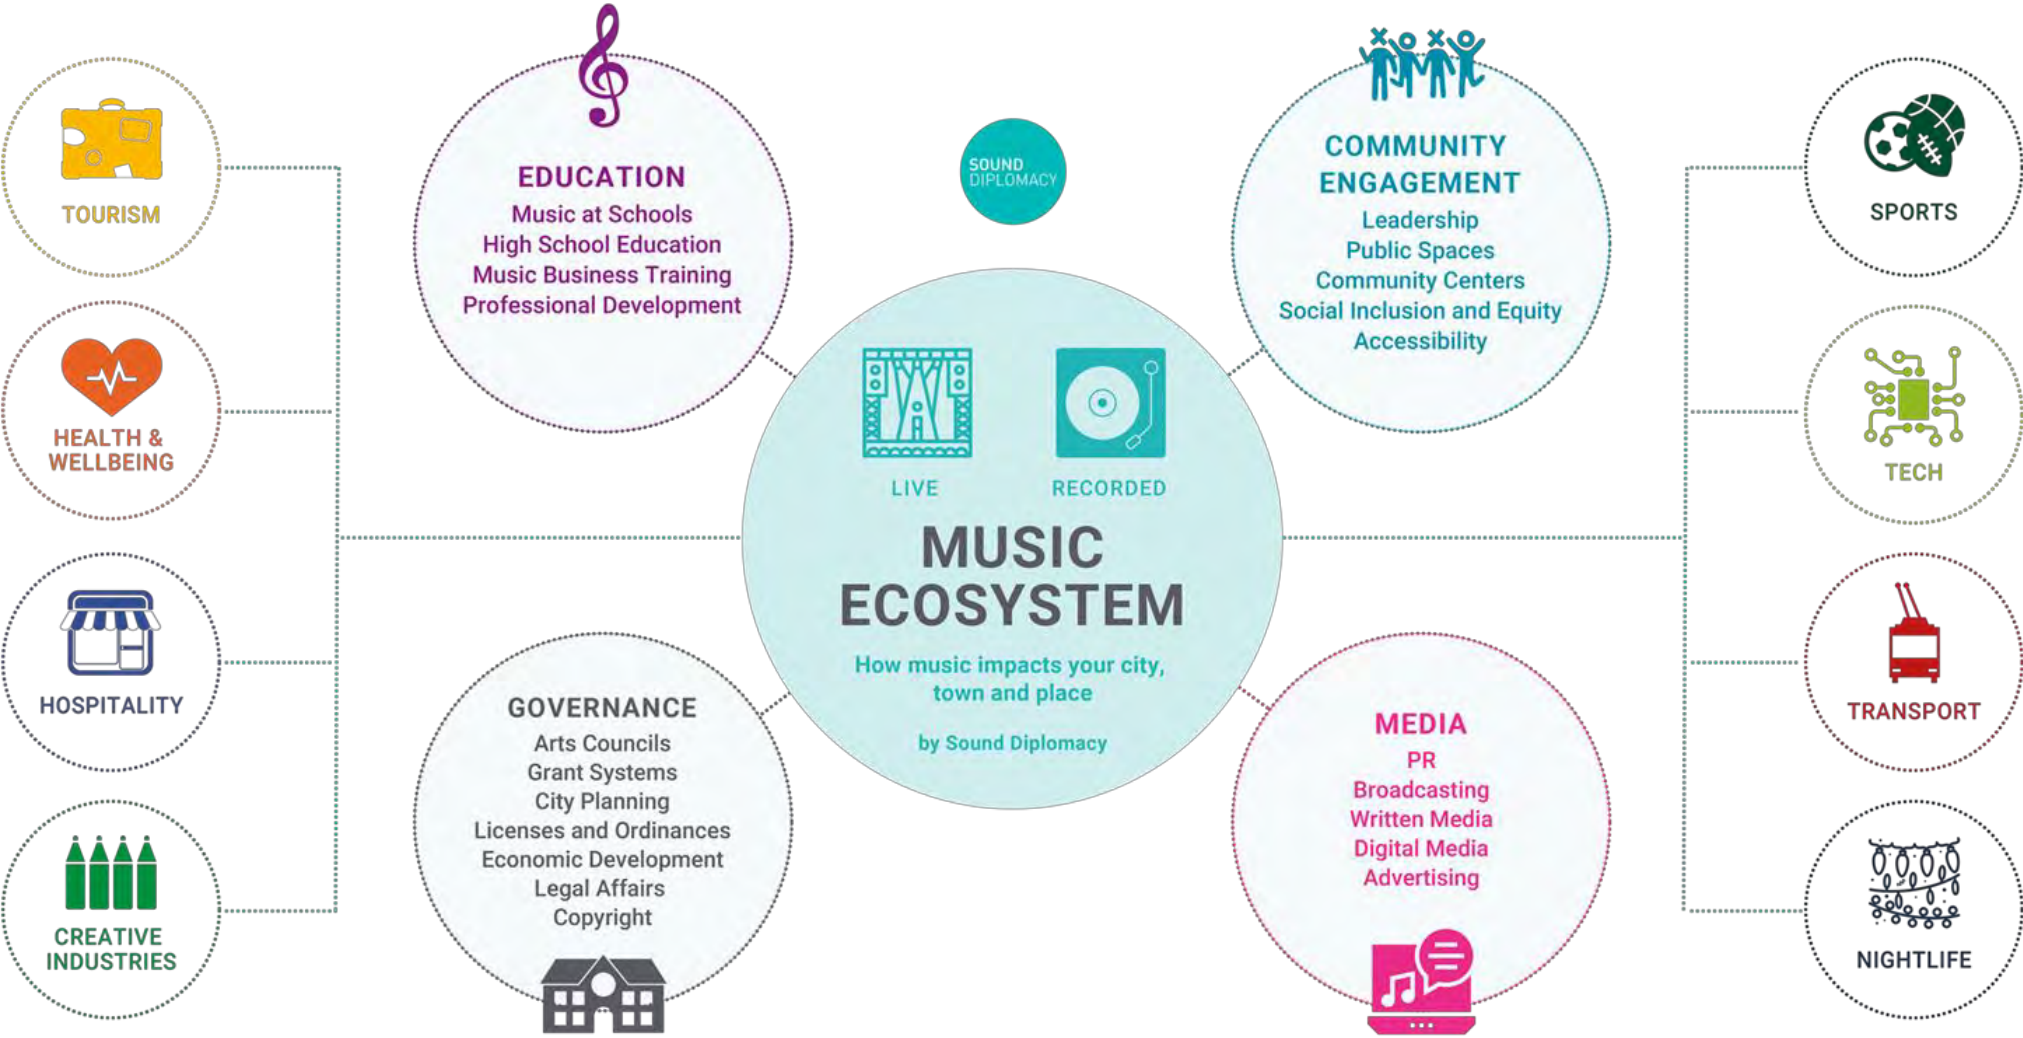 TOURISM
HEALTH &
WELLBEING
HOSPITALITY
CREATIVE
INDUSTRIES
EDUCATION
Music at Schools
High School Education
Music Business Training
Professional Development
GOVERNANCE
Arts Councils
Grant Systems
City Planning
Licenses and Ordinances
Economic Development
Legal Affairs
Copyright
SOUND
DIPLOMACY
LIVE
RECORDED
MUSIC
ECOSYSTEM
How music impacts your city,
town and place
by Sound Diplomacy
COMMUNITY
ENGAGEMENT
Leadership
Public Spaces
Community Centers
Social Inclusion and Equity
Accessibility
MEDIA
PR
Broadcasting
Written Media
Digital Media
Advertising
SPORTS
TECH
TRANSPORT
NIGHTLIFE